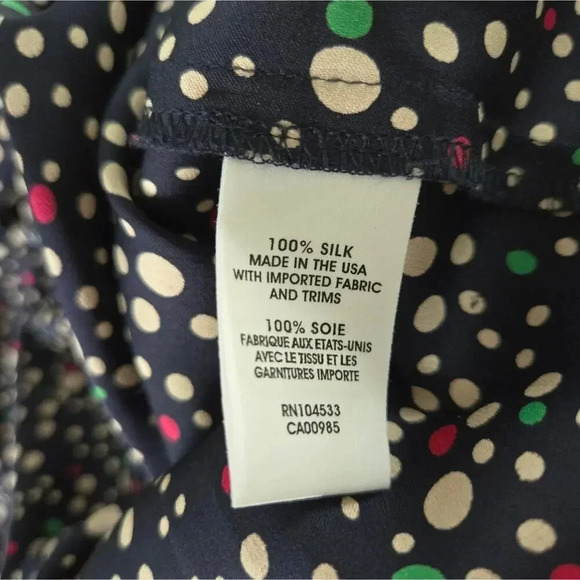 100% SILK
MADE IN THE USA
WITH IMPORTED FABRIC
AND TRIMS
100% SOIE
FABRIQUE AUX ETATS-UNIS
AVEC LE TISSU ET LES
GARNITURES IMPORTE
RN104533
CA00985